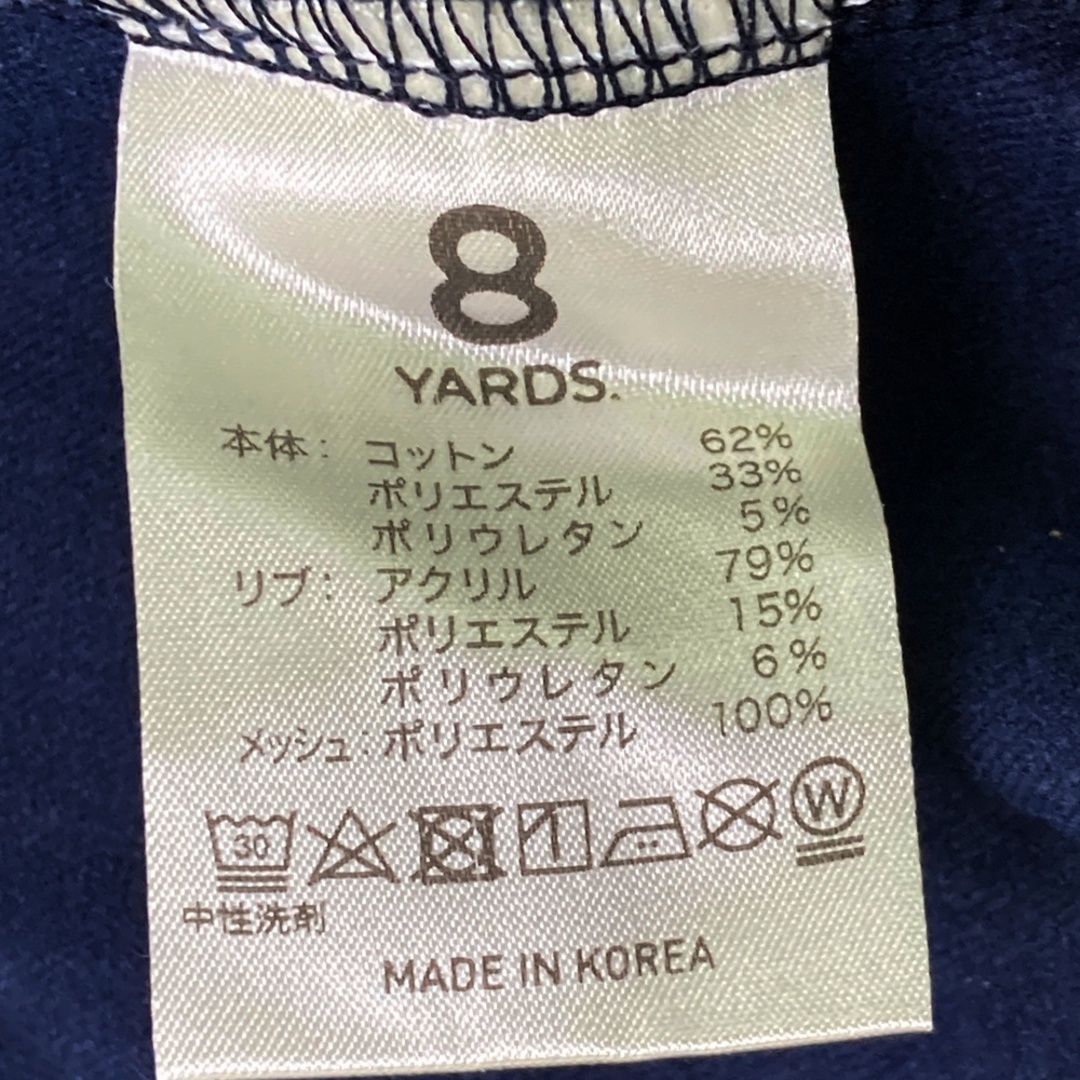 8
YARDS.
本体: コットン 62%
ポリエステル 33%
ポリウレタン 5%
リブ: アクリル 79%
ポリエステル 15%
ポリウレタン 6%
メッシュ: ポリエステル 100%
30 W
中性洗剤
MADE IN KOREA